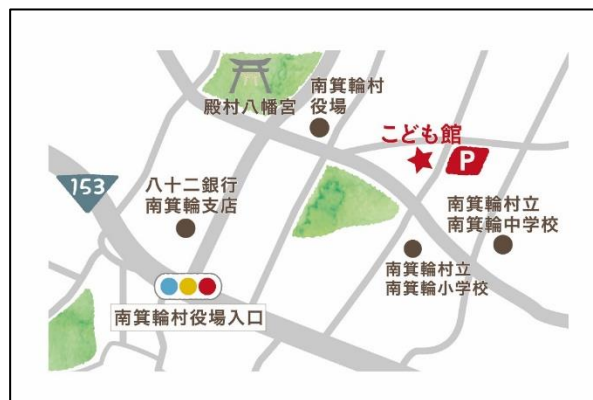 殿村八幡宮
南箕輪村
役場
こども館
P
153
八十二銀行
南箕輪支店
南箕輪村立
南箕輪中学校
南箕輪村立
南箕輪小学校
南箕輪村役場入口